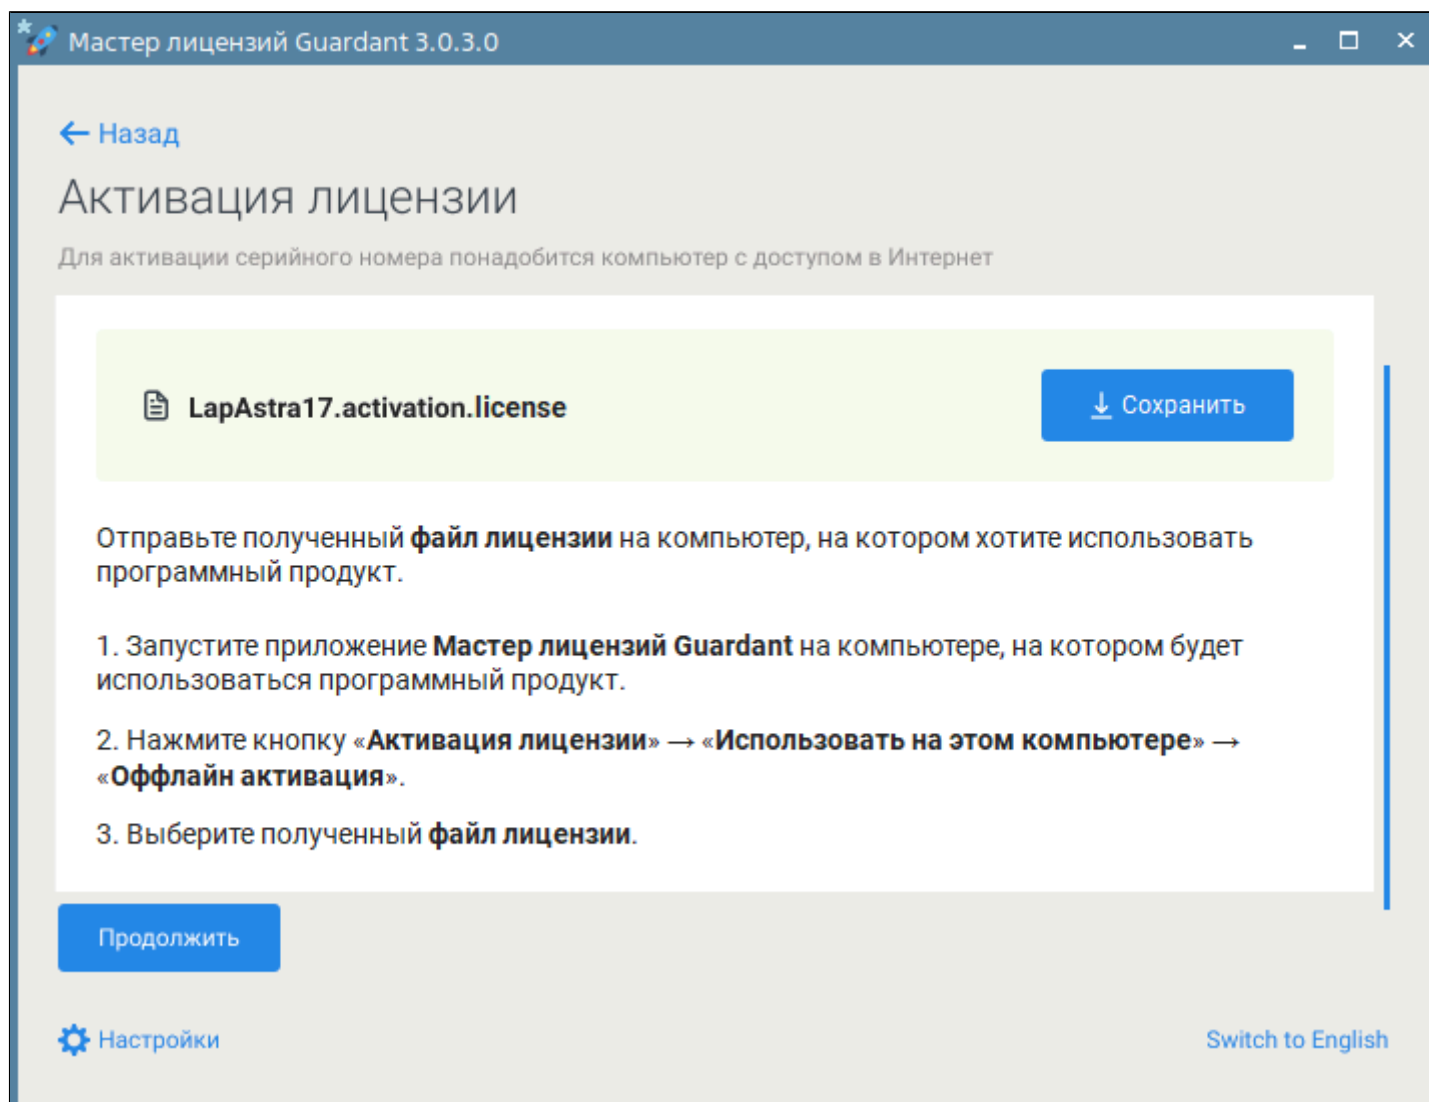 Мастер лицензий Guardant 3.0.3.0
Назад
Активация лицензии
Для активации серийного номера понадобится компьютер с доступом в Интернет
LapAstra17.activation.license
Сохранить
Отправьте полученный файл лицензии на компьютер, на котором хотите использовать
программный продукт.
1. Запустите приложение Мастер лицензий Guardant на компьютере, на котором будет
использоваться программный продукт.
2. Нажмите кнопку «Активация лицензии» → «Использовать на этом компьютере» →
«Оффлайн активация».
3. Выберите полученный файл лицензии.
Продолжить
Настройки
Switch to English